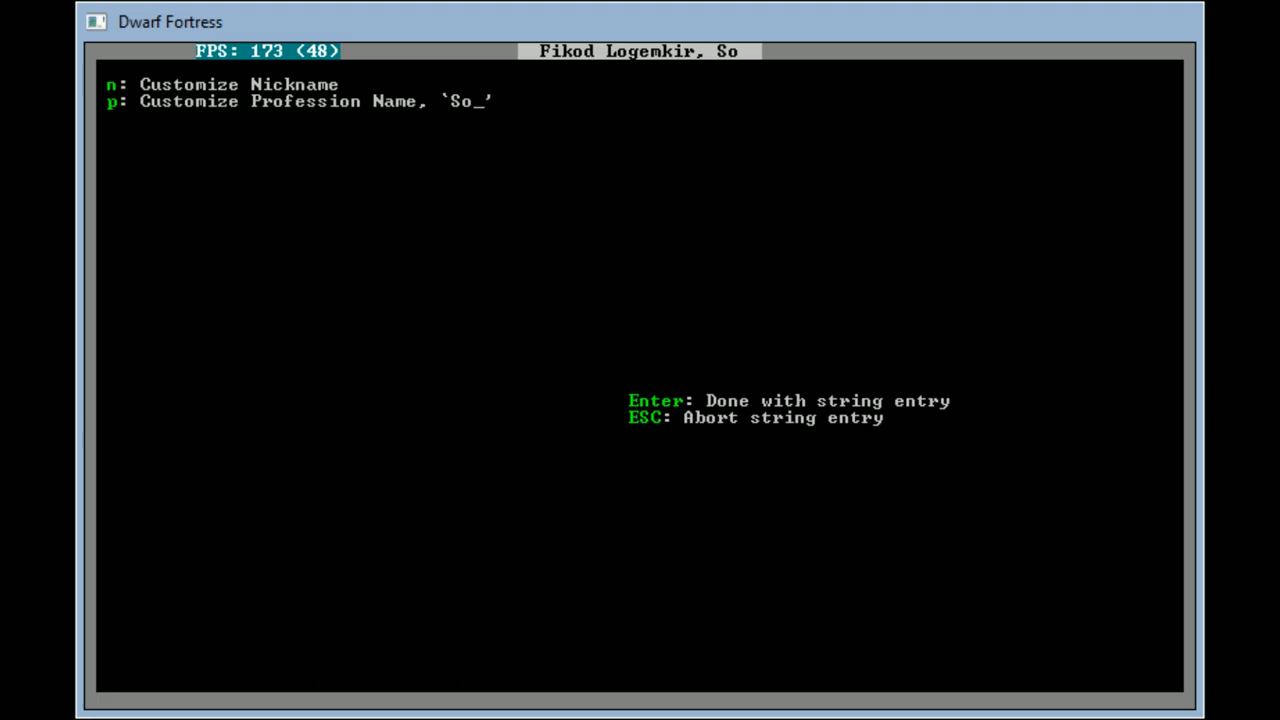 Dwarf Fortress
FPS: 173 (48) Fikod Logemkir, So
n: Customize Nickname
p: Customize Profession Name, `So_'
Enter: Done with string entry
ESC: Abort string entry